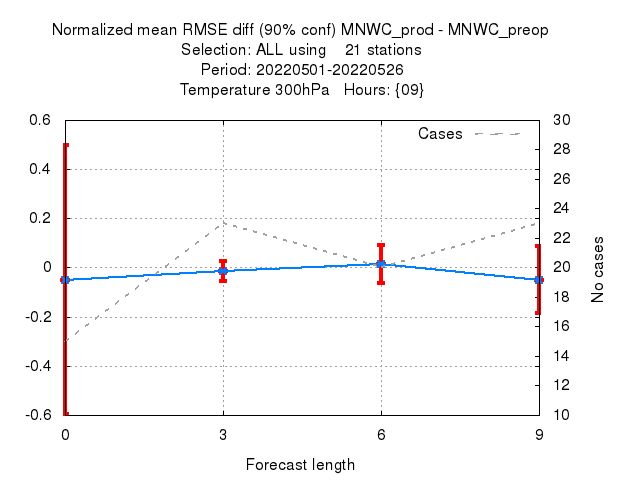 Normalized mean RMSE diff (90% conf) MNWC_prod - MNWC_preop
Selection: ALL using    21 stations
Period: 20220501-20220526
Temperature 300hPa   Hours: {09}
0.6
0.4
0.2
0
-0.2
-0.4
-0.6
Cases
30
28
26
24
22
20
18
16
14
12
10
No cases
0 3 6 9
Forecast length